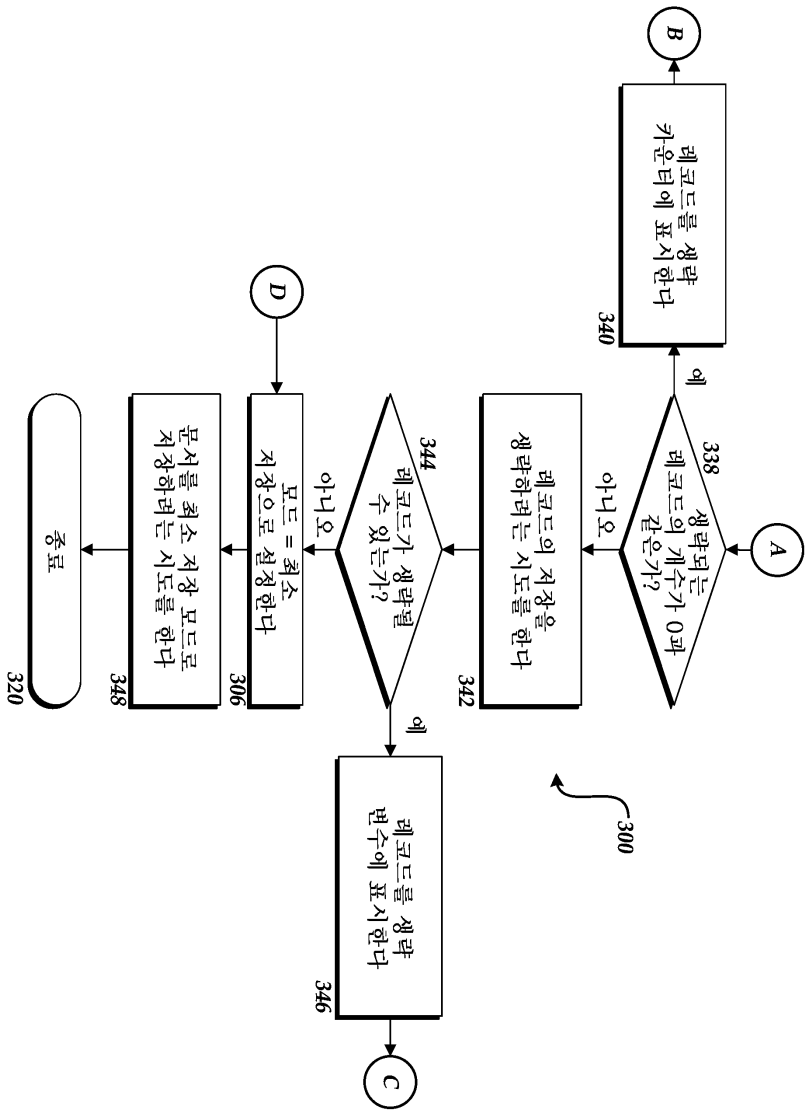 A
338
생략되는
레코드의 개수가 0과
같은가?
예
레코드를 생략
카운터에 표시한다
340
B
아니오
레코드의 저장을
생략하려는 시도를 한다
342
300
344
레코드가 생략될
수 있는가?
예
레코드를 생략
변수에 표시한다
346
C
아니오
D
모드 = 최소
저장으로 설정한다
306
문서를 최소 저장 모드로
저장하려는 시도를 한다
348
종료
320